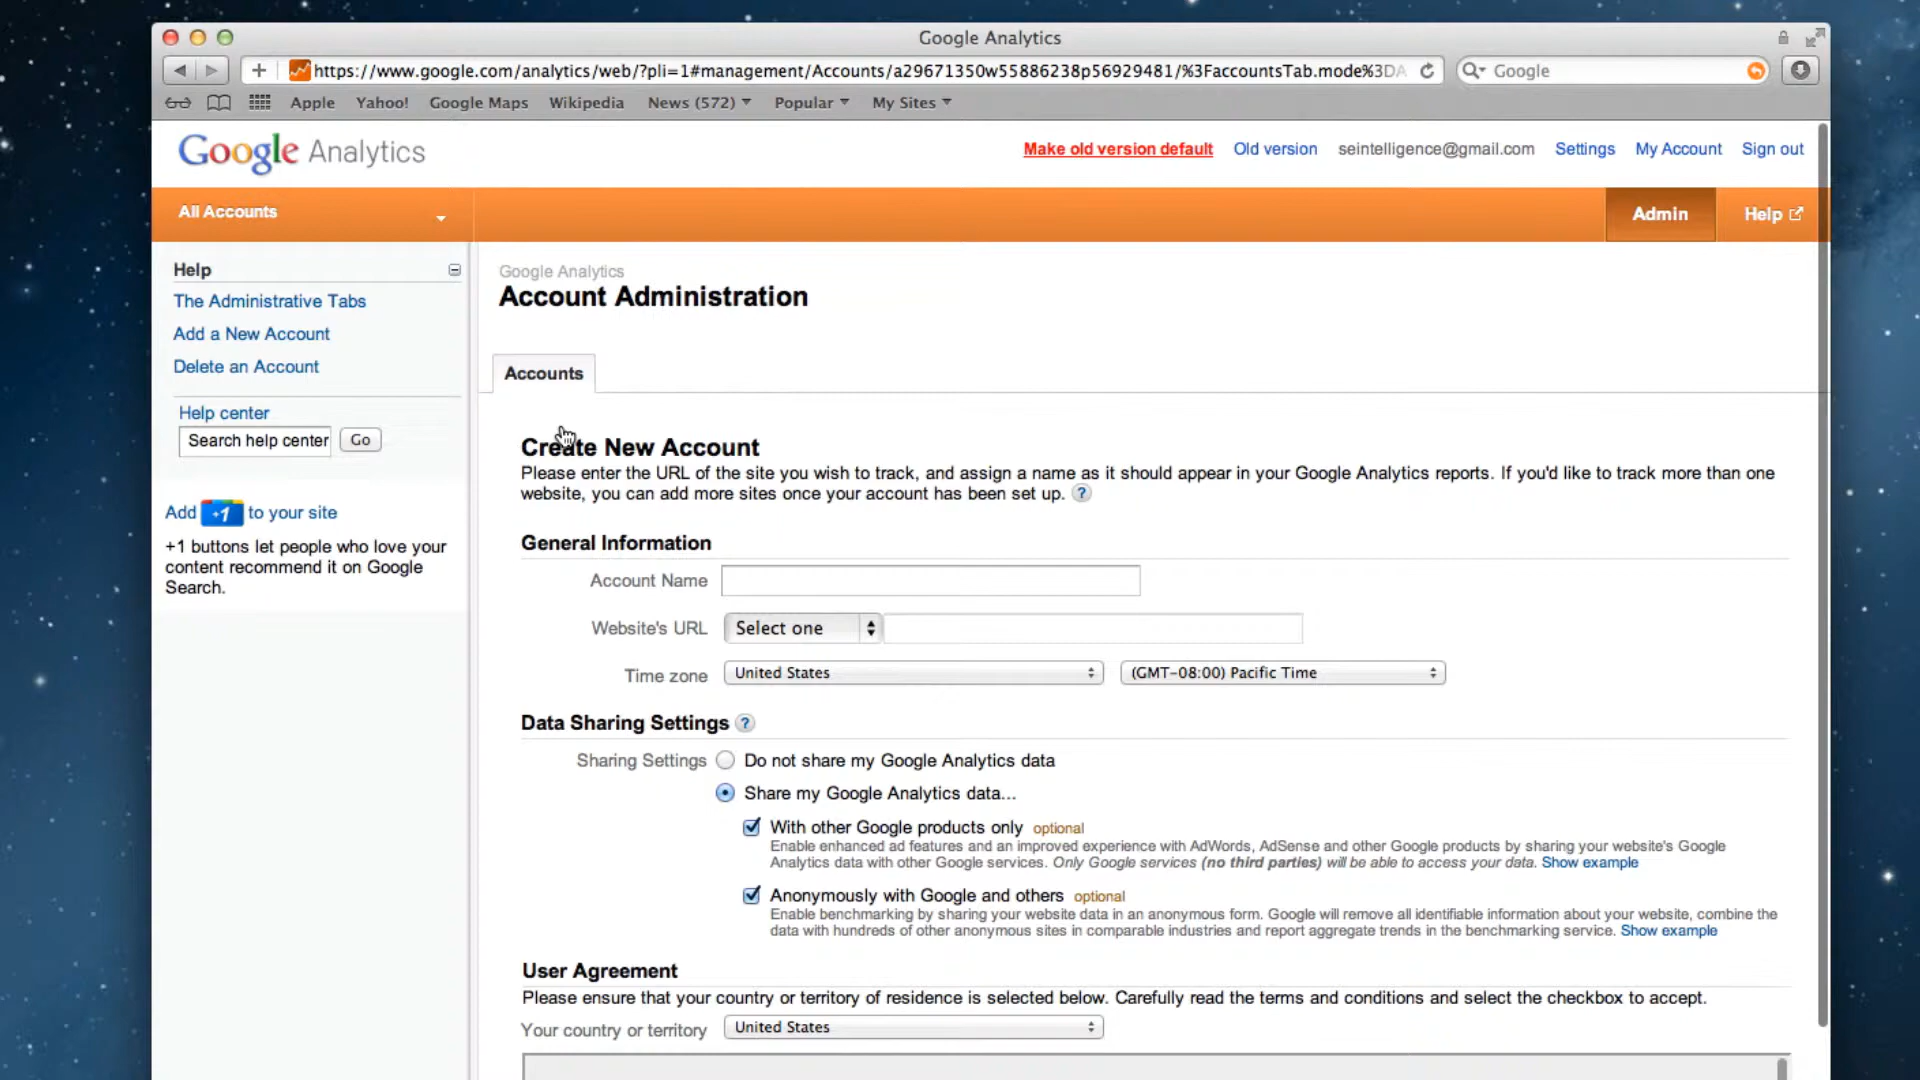 Google Analytics
https://www.google.com/analytics/web/?pli=1#management/Accounts/a29671350w55886238p56929481/%3FaccountsTab.mode%3DA
Google
Apple Yahoo! Google Maps Wikipedia News (572) Popular My Sites
Google Analytics
Make old version default Old version seintelligence@gmail.com Settings My Account Sign out
All Accounts
Admin Help
Help
The Administrative Tabs
Add a New Account
Delete an Account
Help center
Search help center Go
Add +1 to your site
+1 buttons let people who love your
content recommend it on Google
Search.
Google Analytics
Account Administration
Accounts
Create New Account
Please enter the URL of the site you wish to track, and assign a name as it should appear in your Google Analytics reports. If you'd like to track more than one
website, you can add more sites once your account has been set up. ?
General Information
Account Name
Website's URL Select one
Time zone United States (GMT-08:00) Pacific Time
Data Sharing Settings ?
Sharing Settings Do not share my Google Analytics data
Share my Google Analytics data...
With other Google products only optional
Enable enhanced ad features and an improved experience with AdWords, AdSense and other Google products by sharing your website's Google
Analytics data with other Google services. Only Google services (no third parties) will be able to access your data. Show example
Anonymously with Google and others optional
Enable benchmarking by sharing your website data in an anonymous form. Google will remove all identifiable information about your website, combine the
data with hundreds of other anonymous sites in comparable industries and report aggregate trends in the benchmarking service. Show example
User Agreement
Please ensure that your country or territory of residence is selected below. Carefully read the terms and conditions and select the checkbox to accept.
Your country or territory United States